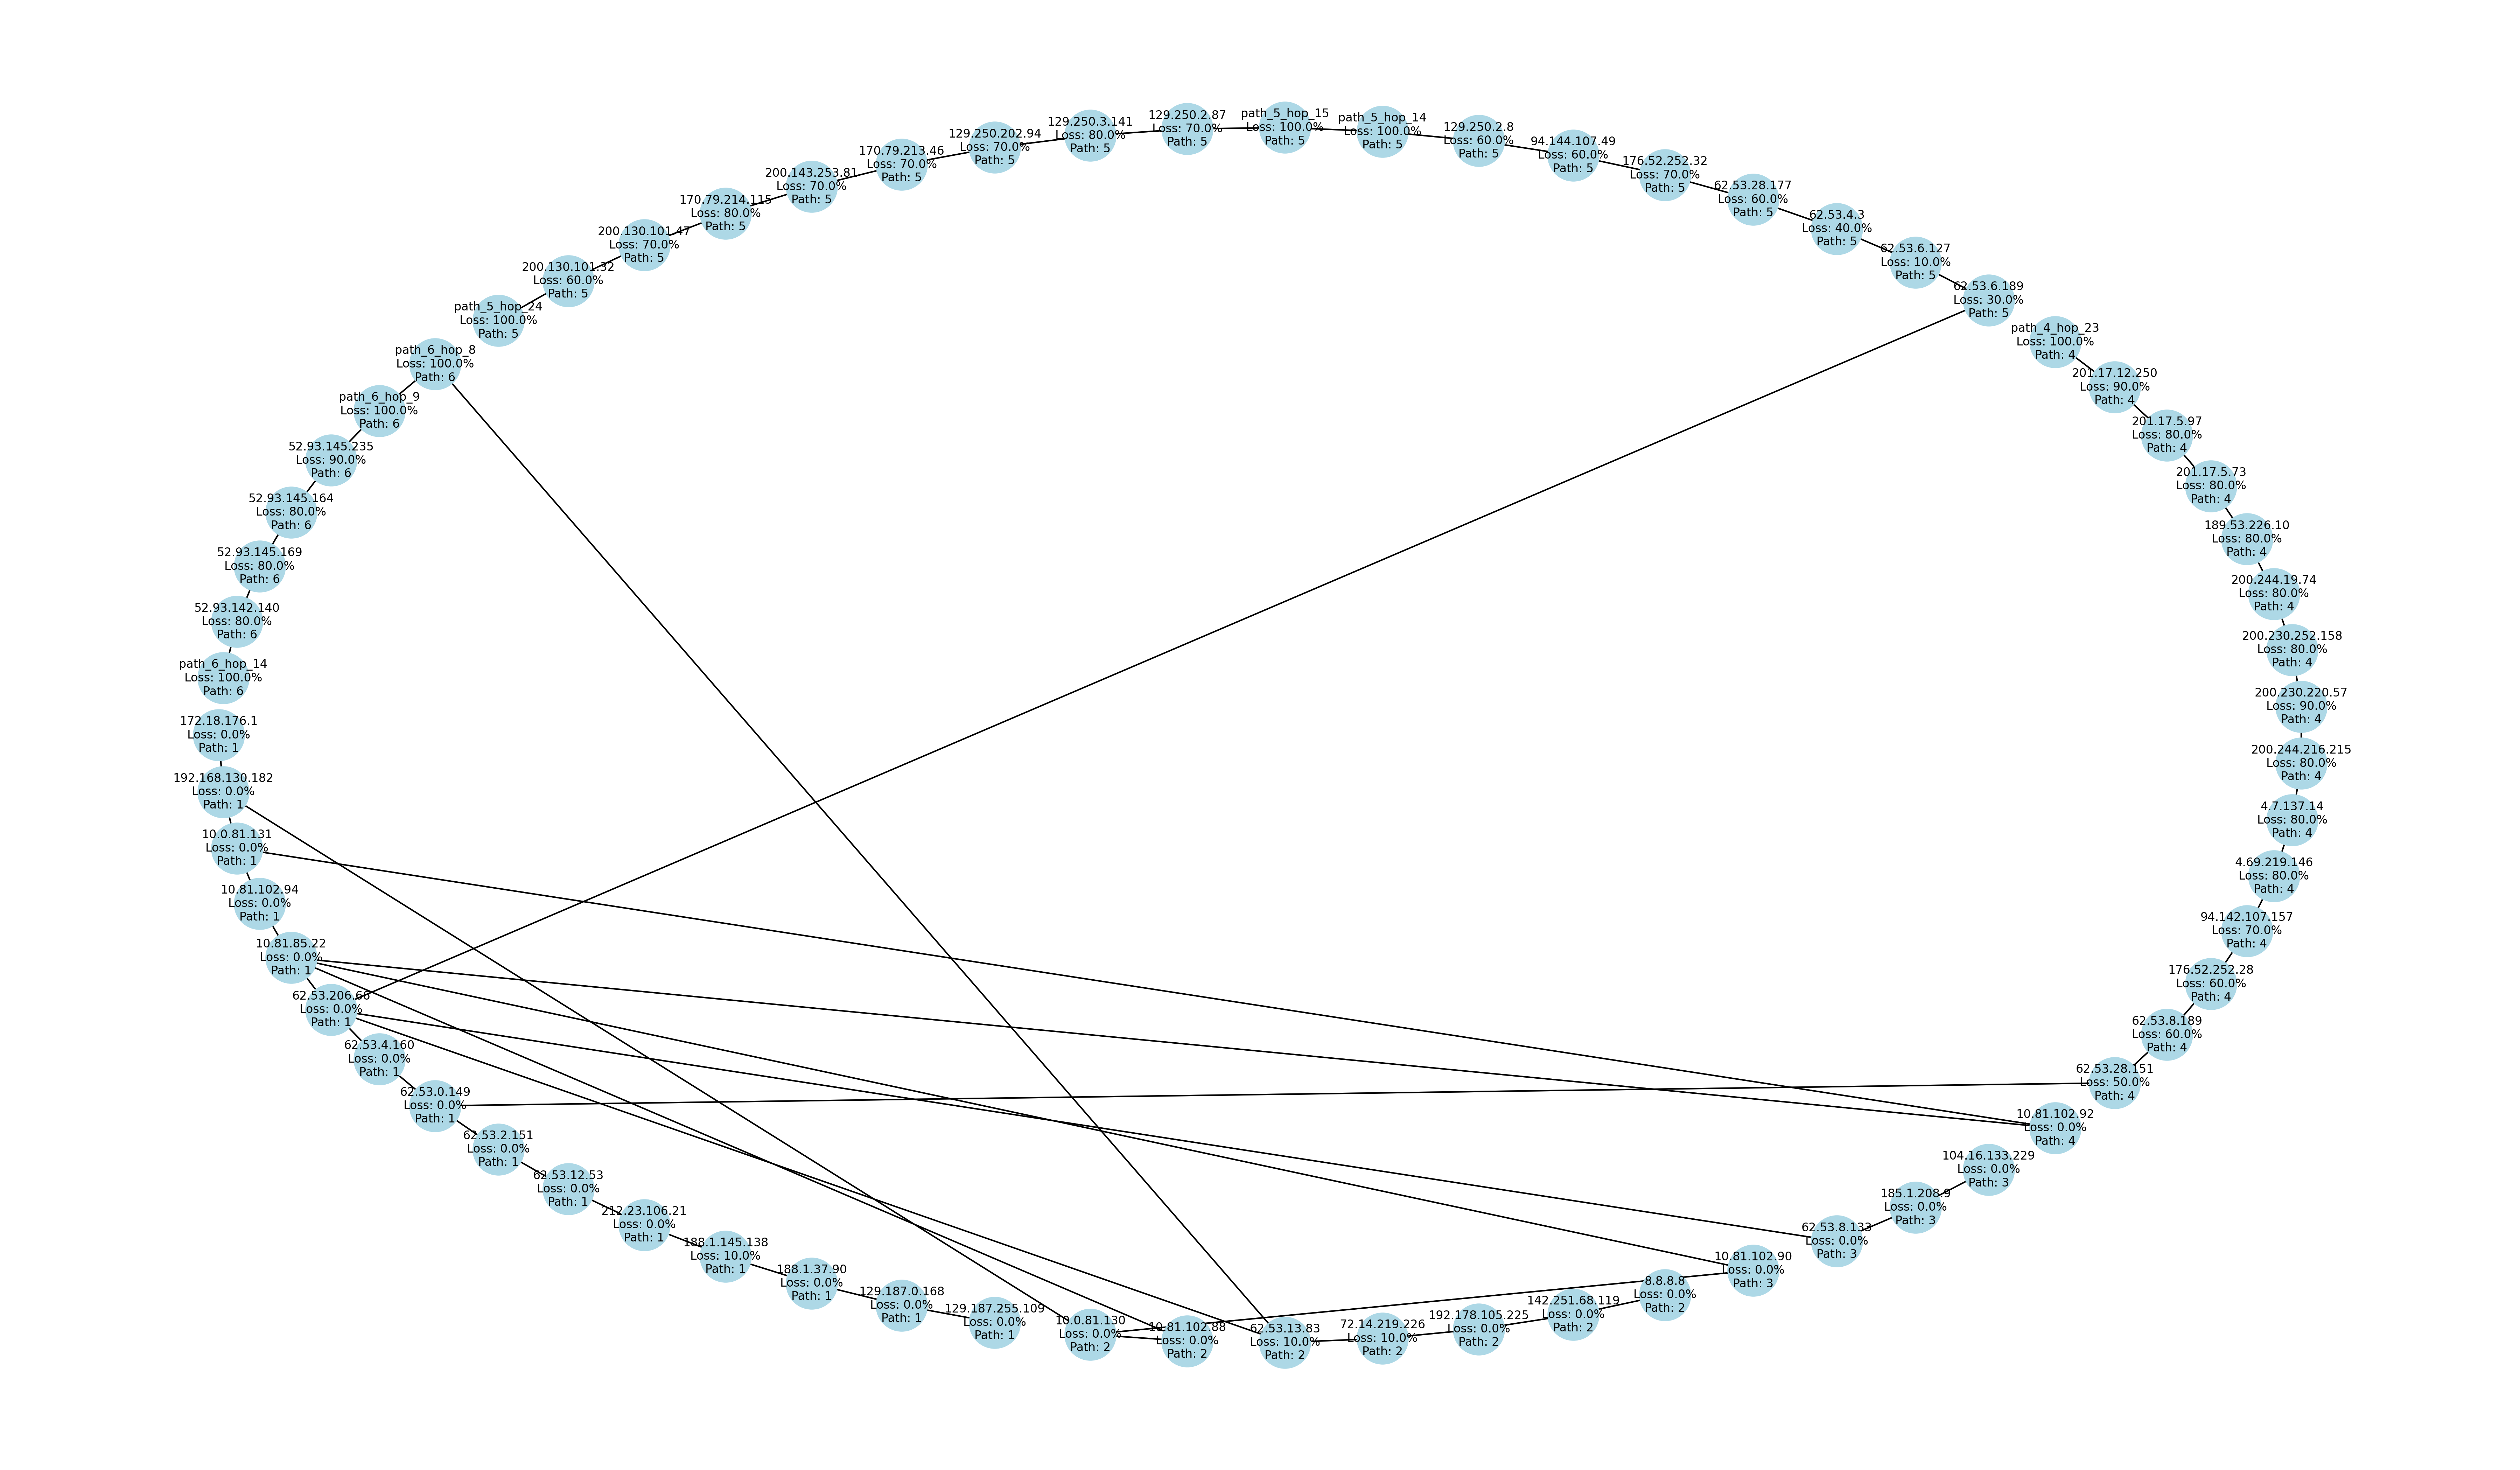 path_5_hop_15
Loss: 100.0%
Path: 5
path_5_hop_14
Loss: 100.0%
Path: 5
129.250.2.8
Loss: 60.0%
Path: 5
94.144.107.49
Loss: 60.0%
Path: 5
176.52.252.32
Loss: 70.0%
Path: 5
62.53.28.177
Loss: 60.0%
Path: 5
62.53.4.3
Loss: 40.0%
Path: 5
62.53.6.127
Loss: 10.0%
Path: 5
62.53.6.189
Loss: 30.0%
Path: 5
path_4_hop_23
Loss: 100.0%
Path: 4
201.17.12.250
Loss: 90.0%
Path: 4
201.17.5.97
Loss: 80.0%
Path: 4
201.17.5.73
Loss: 80.0%
Path: 4
189.53.226.10
Loss: 80.0%
Path: 4
200.244.19.74
Loss: 80.0%
Path: 4
200.230.252.158
Loss: 80.0%
Path: 4
200.230.220.57
Loss: 90.0%
Path: 4
200.244.216.215
Loss: 80.0%
Path: 4
4.7.137.14
Loss: 80.0%
Path: 4
4.69.219.146
Loss: 80.0%
Path: 4
94.142.107.157
Loss: 70.0%
Path: 4
176.52.252.28
Loss: 60.0%
Path: 4
62.53.8.189
Loss: 60.0%
Path: 4
62.53.28.151
Loss: 50.0%
Path: 4
10.81.102.92
Loss: 0.0%
Path: 4
104.16.133.229
Loss: 0.0%
Path: 3
185.1.208.9
Loss: 0.0%
Path: 3
62.53.8.133
Loss: 0.0%
Path: 3
10.81.102.90
Loss: 0.0%
Path: 3
8.8.8.8
Loss: 0.0%
Path: 2
142.251.68.119
Loss: 0.0%
Path: 2
192.178.105.225
Loss: 0.0%
Path: 2
72.14.219.226
Loss: 10.0%
Path: 2
62.53.13.83
Loss: 10.0%
Path: 2
10.81.102.88
Loss: 0.0%
Path: 2
10.0.81.130
Loss: 0.0%
Path: 2
129.187.255.109
Loss: 0.0%
Path: 1
129.187.0.168
Loss: 0.0%
Path: 1
188.1.37.90
Loss: 0.0%
Path: 1
188.1.145.138
Loss: 10.0%
Path: 1
212.23.106.21
Loss: 0.0%
Path: 1
62.53.12.53
Loss: 0.0%
Path: 1
62.53.2.151
Loss: 0.0%
Path: 1
62.53.0.149
Loss: 0.0%
Path: 1
62.53.4.160
Loss: 0.0%
Path: 1
62.53.206.66
Loss: 0.0%
Path: 1
10.81.85.22
Loss: 0.0%
Path: 1
10.81.102.94
Loss: 0.0%
Path: 1
10.0.81.131
Loss: 0.0%
Path: 1
192.168.130.182
Loss: 0.0%
Path: 1
172.18.176.1
Loss: 0.0%
Path: 1
path_6_hop_14
Loss: 100.0%
Path: 6
52.93.142.140
Loss: 80.0%
Path: 6
52.93.145.169
Loss: 80.0%
Path: 6
52.93.145.164
Loss: 80.0%
Path: 6
52.93.145.235
Loss: 90.0%
Path: 6
path_6_hop_9
Loss: 100.0%
Path: 6
path_6_hop_8
Loss: 100.0%
Path: 6
path_5_hop_24
Loss: 100.0%
Path: 5
200.130.101.32
Loss: 60.0%
Path: 5
200.130.101.47
Loss: 70.0%
Path: 5
170.79.214.115
Loss: 80.0%
Path: 5
200.143.253.81
Loss: 70.0%
Path: 5
170.79.213.46
Loss: 70.0%
Path: 5
129.250.202.94
Loss: 70.0%
Path: 5
129.250.3.141
Loss: 80.0%
Path: 5
129.250.2.87
Loss: 70.0%
Path: 5